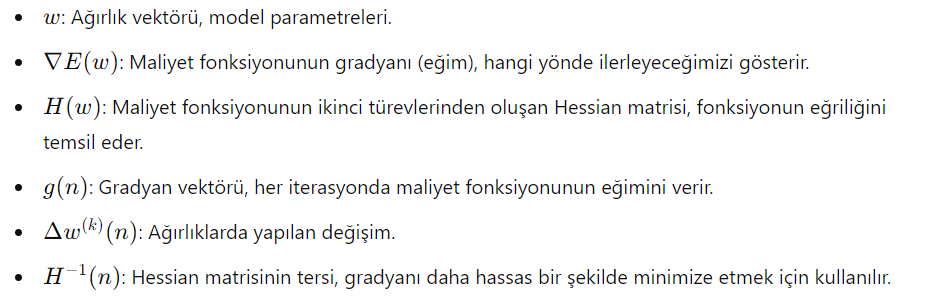 • w: Ağırlık vektörü, model parametreleri.
• ∇E(w): Maliyet fonksiyonunun gradyanı (eğim), hangi yönde ilerleyeceğimizi gösterir.
• H(w): Maliyet fonksiyonunun ikinci türevlerinden oluşan Hessian matrisi, fonksiyonun eğriliğini
temsil eder.
• g(n): Gradyan vektörü, her iterasyonda maliyet fonksiyonunun eğimini verir.
• Δw⁽ᵏ⁾(n): Ağırlıklarda yapılan değişim.
• H⁻¹(n): Hessian matrisinin tersi, gradyanı daha hassas bir şekilde minimize etmek için kullanılır.